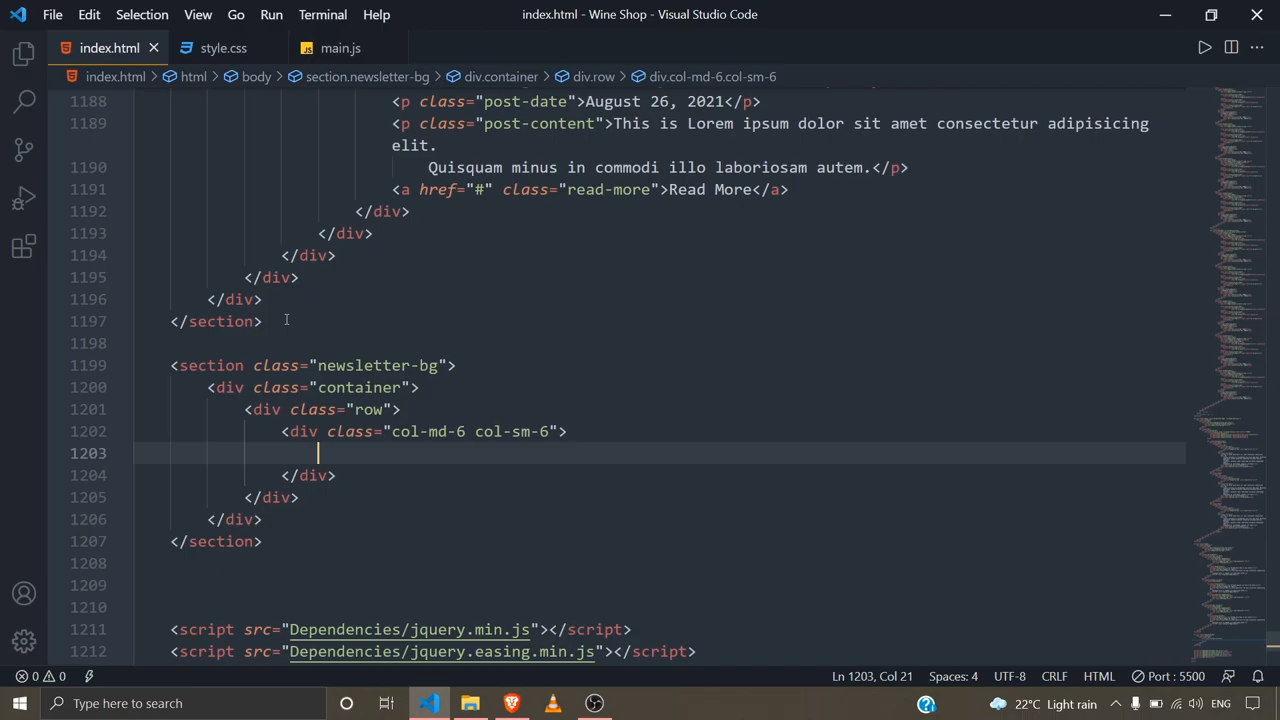 File Edit Selection View Go Run Terminal Help index.html - Wine Shop - Visual Studio Code
index.html style.css JS main.js
index.html > html > body > section.newsletter-bg > div.container > div.row > div.col-md-6.col-sm-6
1188 <p class="post-date">August 26, 2021</p>
1189 <p class="post-content">This is lorem ipsum dolor sit amet consectetur adipisicing
elit.
1190 Quisquam minus in commodi illo laboriosam autem.</p>
1191 <a href="#" class="read-more">Read More</a>
1192 </div>
1193 </div>
1194 </div>
1195 </div>
1196 </div>
1197 </section>
1198
1199 <section class="newsletter-bg">
1200 <div class="container">
1201 <div class="row">
1202 <div class="col-md-6 col-sm-6">
1203
1204 </div>
1205 </div>
1206 </div>
1207 </section>
1208
1209
1210
1211 <script src="Dependencies/jquery.min.js"></script>
1212 <script src="Dependencies/jquery.easing.min.js"></script>
0 0 Ln 1203, Col 21 Spaces: 4 UTF-8 CRLF HTML Port : 5500
Type here to search 22°C Light rain ENG